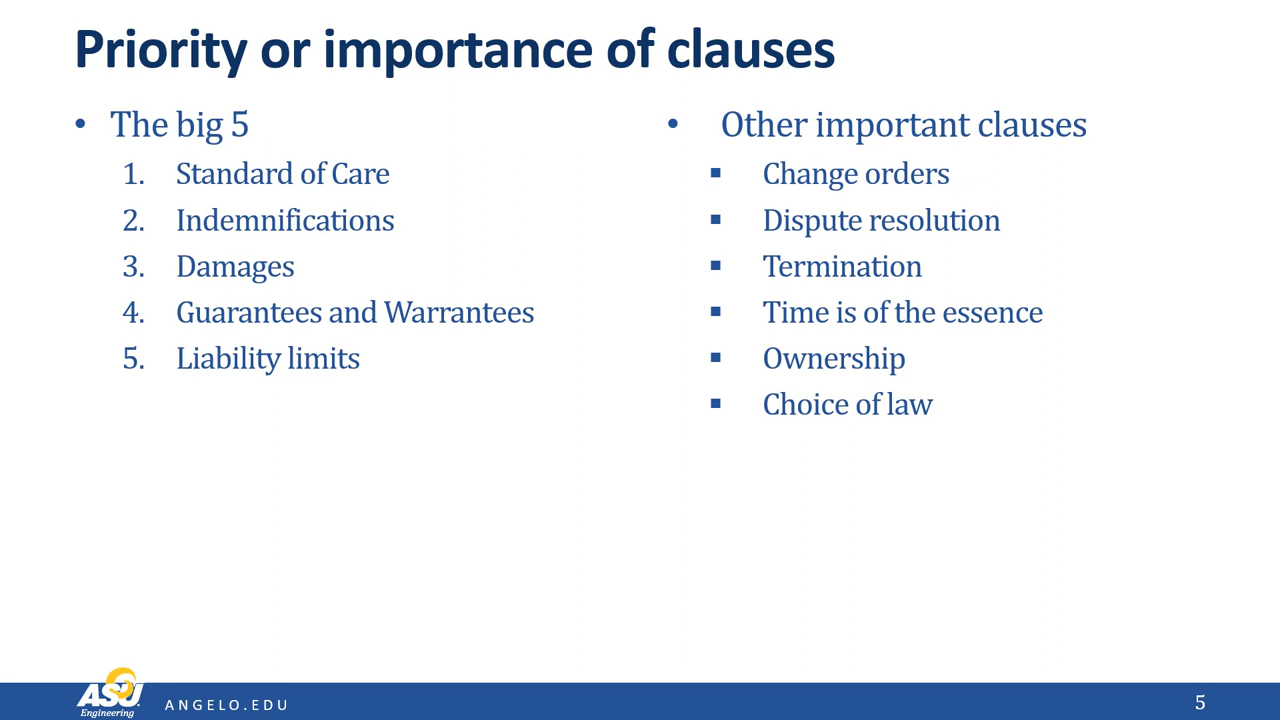 Priority or importance of clauses
• The big 5
1. Standard of Care
2. Indemnifications
3. Damages
4. Guarantees and Warrantees
5. Liability limits
• Other important clauses
▪ Change orders
▪ Dispute resolution
▪ Termination
▪ Time is of the essence
▪ Ownership
▪ Choice of law
ASU
Engineering
ANGELO.EDU
5